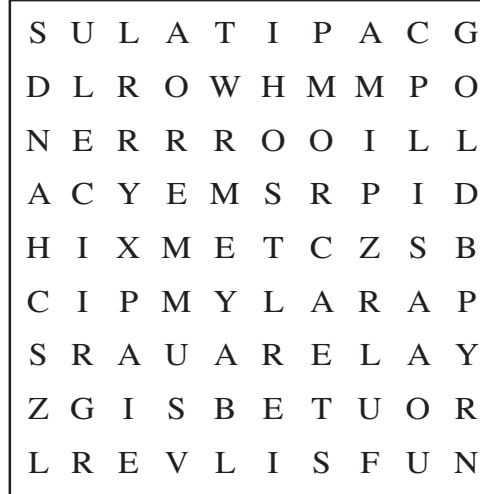 S U L A T I P A C G
D L R O W H M M P O
N E R R R O O I L L
A C Y E M S R P I D
H I X M E T C Z S B
C I P M Y L A R A P
S R A U A R E L A Y
Z G I S B E T U O R
L R E V L I S F U N